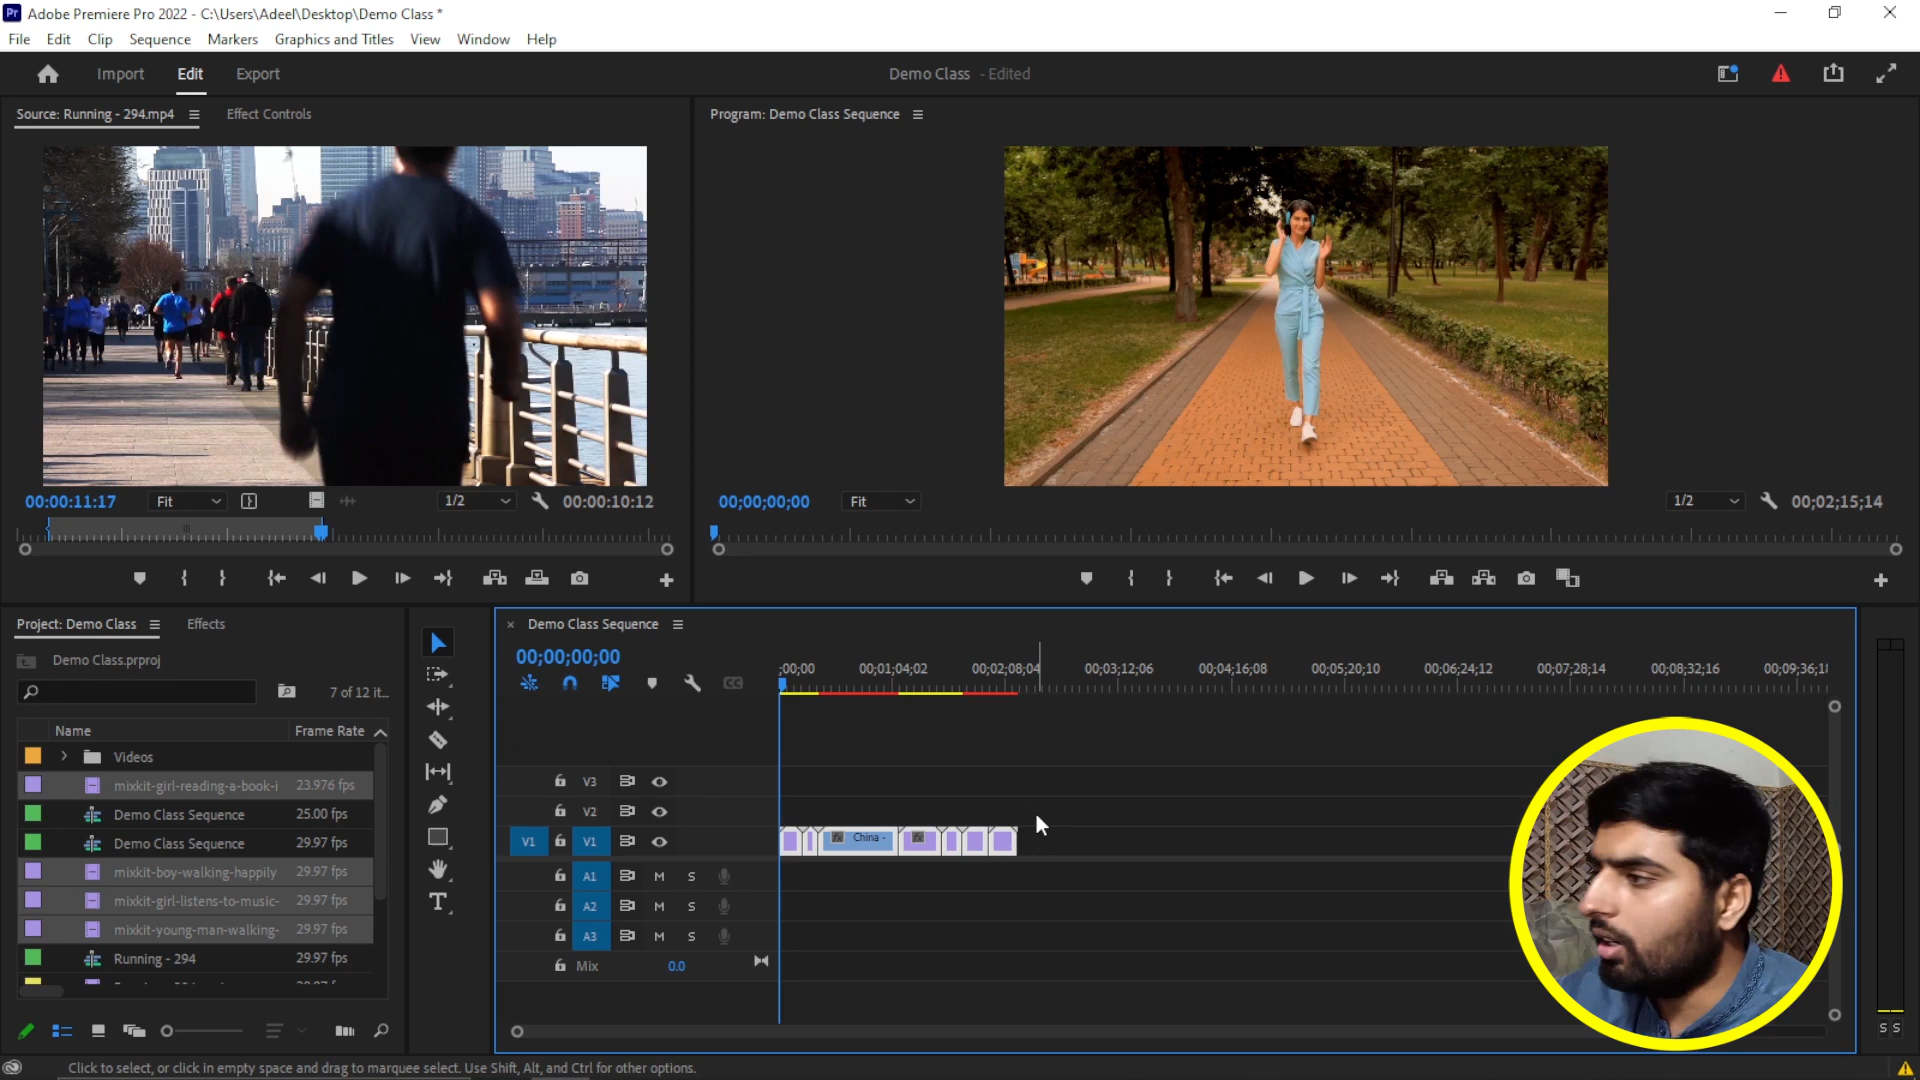 Pr Adobe Premiere Pro 2022 - C:\Users\Adeel\Desktop\Demo Class *
File Edit Clip Sequence Markers Graphics and Titles View Window Help
Import Edit Export
Demo Class - Edited
Source: Running - 294.mp4 Effect Controls
Program: Demo Class Sequence
00:00:11:17 Fit 1/2 00:00:10:12
00;00;00;00 Fit 1/2 00;02;15;14
Project: Demo Class Effects
Demo Class.prproj
7 of 12 it...
Name Frame Rate
Videos
mixkit-girl-reading-a-book-i 23.976 fps
Demo Class Sequence 25.00 fps
Demo Class Sequence 29.97 fps
mixkit-boy-walking-happily 29.97 fps
mixkit-girl-listens-to-music- 29.97 fps
mixkit-young-man-walking- 29.97 fps
Running - 294 29.97 fps
× Demo Class Sequence
00;00;00;00
;00;00 00;01;04;02 00;02;08;04 00;03;12;06 00;04;16;08 00;05;20;10 00;06;24;12 00;07;28;14 00;08;32;16 00;09;36;18
V3
V2
V1 V1 fx China - fx
A1 M S
A2 M S
A3 M S
Mix 0.0
S S
Click to select, or click in empty space and drag to marquee select. Use Shift, Alt, and Ctrl for other options.